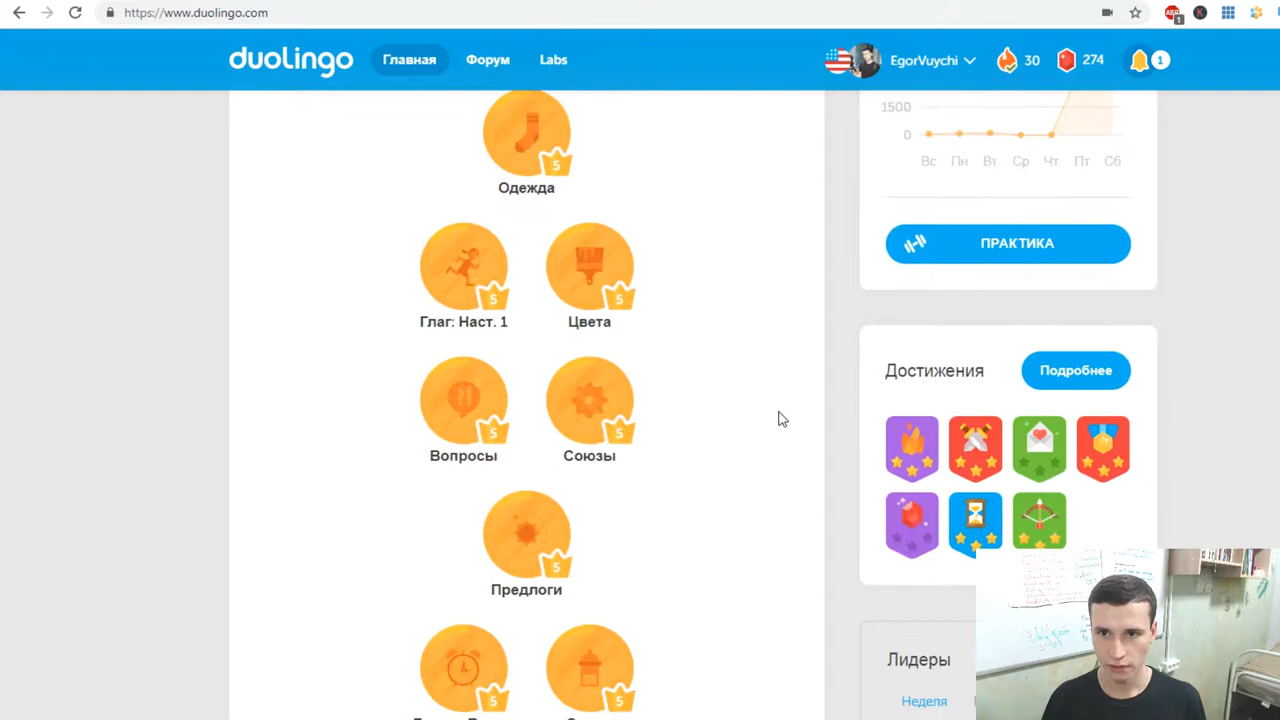 https://www.duolingo.com
1
K
duolingo
Главная
Форум
Labs
EgorVuychi
30
274
1
1500
0
Вс Пн Вт Ср Чт Пт Сб
5
Одежда
ПРАКТИКА
5
5
Глаг: Наст. 1
Цвета
Достижения
Подробнее
5
5
Вопросы
Союзы
5
Предлоги
Лидеры
Неделя
5
5